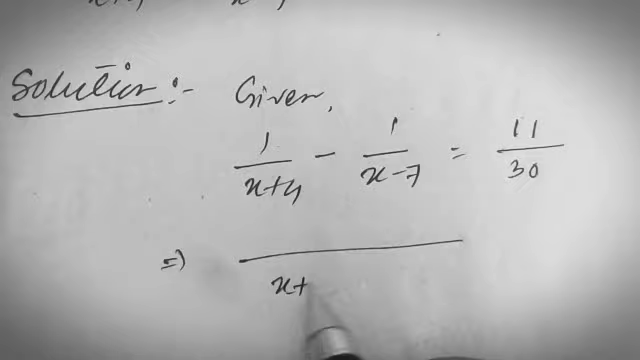 Solution :- Given,
1/(x+4) - 1/(x-7) = 11/30
=> x+